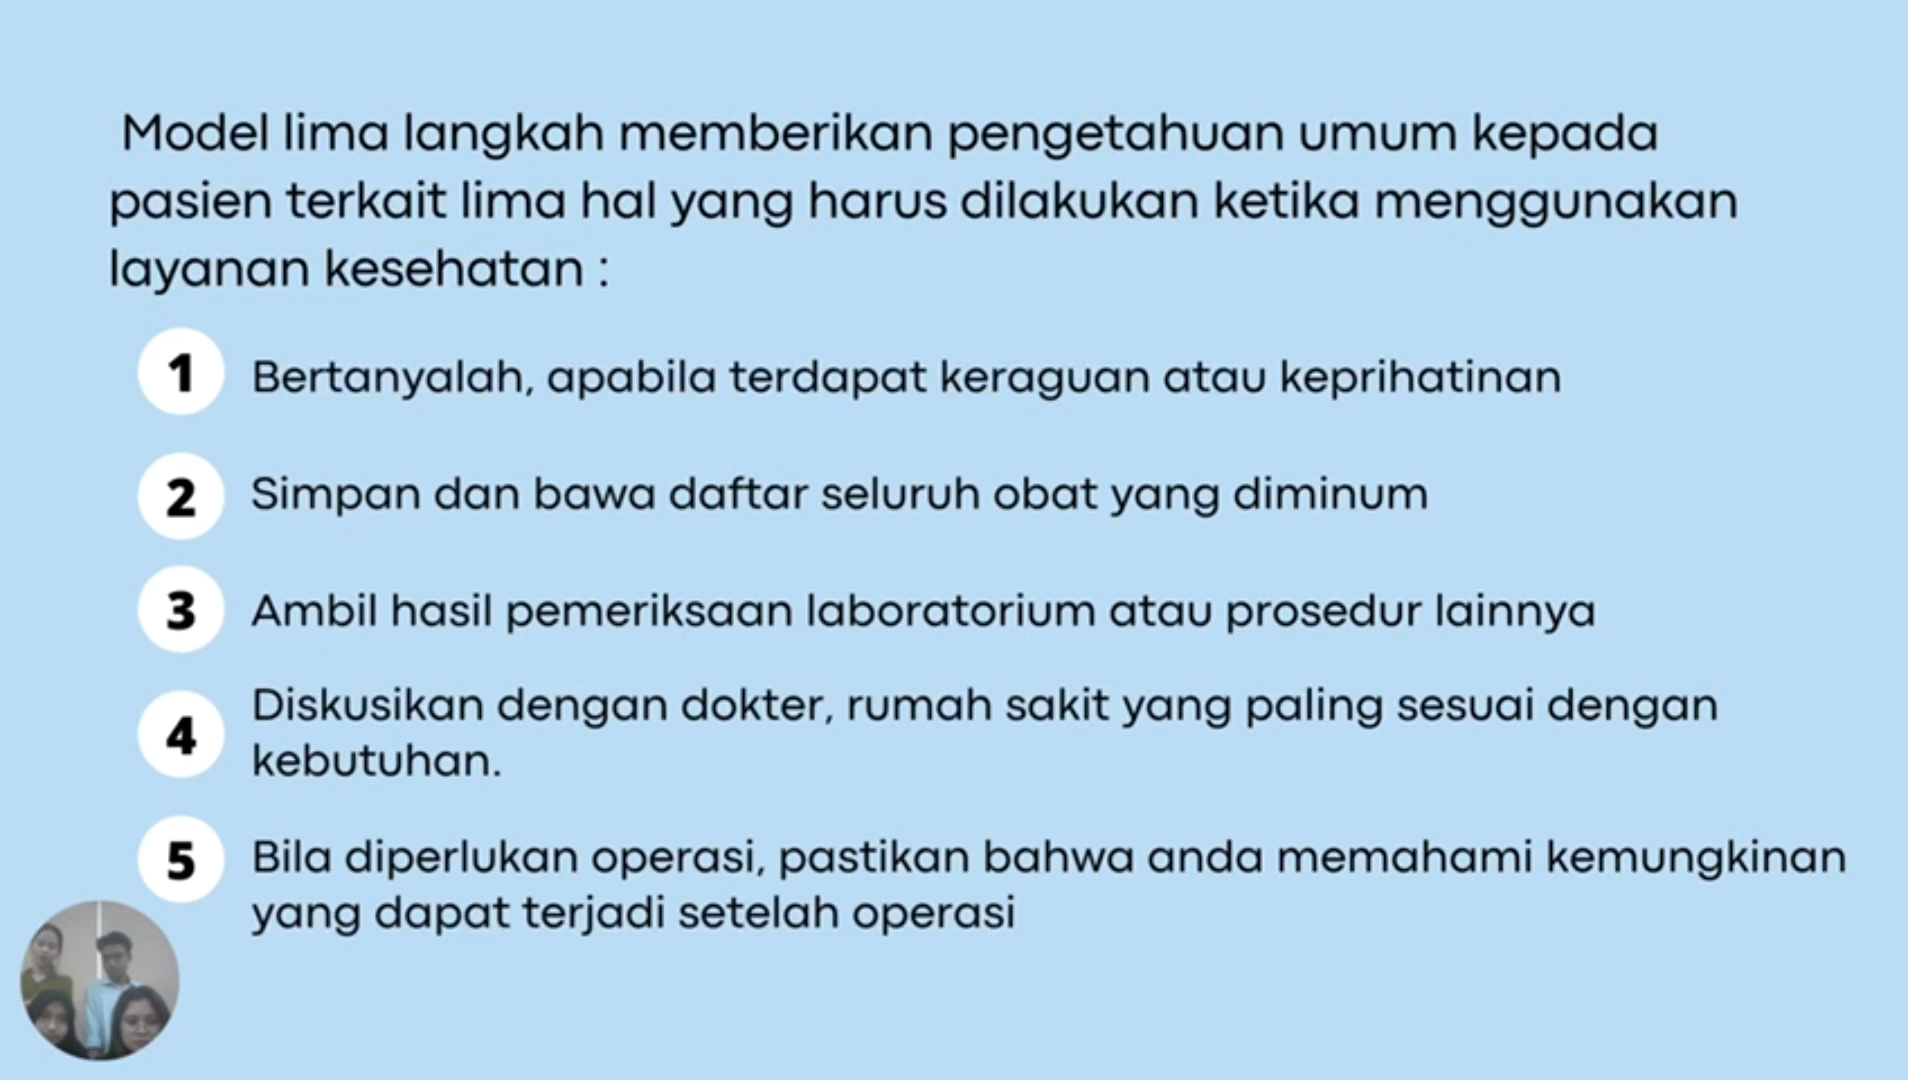 Model lima langkah memberikan pengetahuan umum kepada
pasien terkait lima hal yang harus dilakukan ketika menggunakan
layanan kesehatan :
1 Bertanyalah, apabila terdapat keraguan atau keprihatinan
2 Simpan dan bawa daftar seluruh obat yang diminum
3 Ambil hasil pemeriksaan laboratorium atau prosedur lainnya
4 Diskusikan dengan dokter, rumah sakit yang paling sesuai dengan
kebutuhan.
5 Bila diperlukan operasi, pastikan bahwa anda memahami kemungkinan
yang dapat terjadi setelah operasi